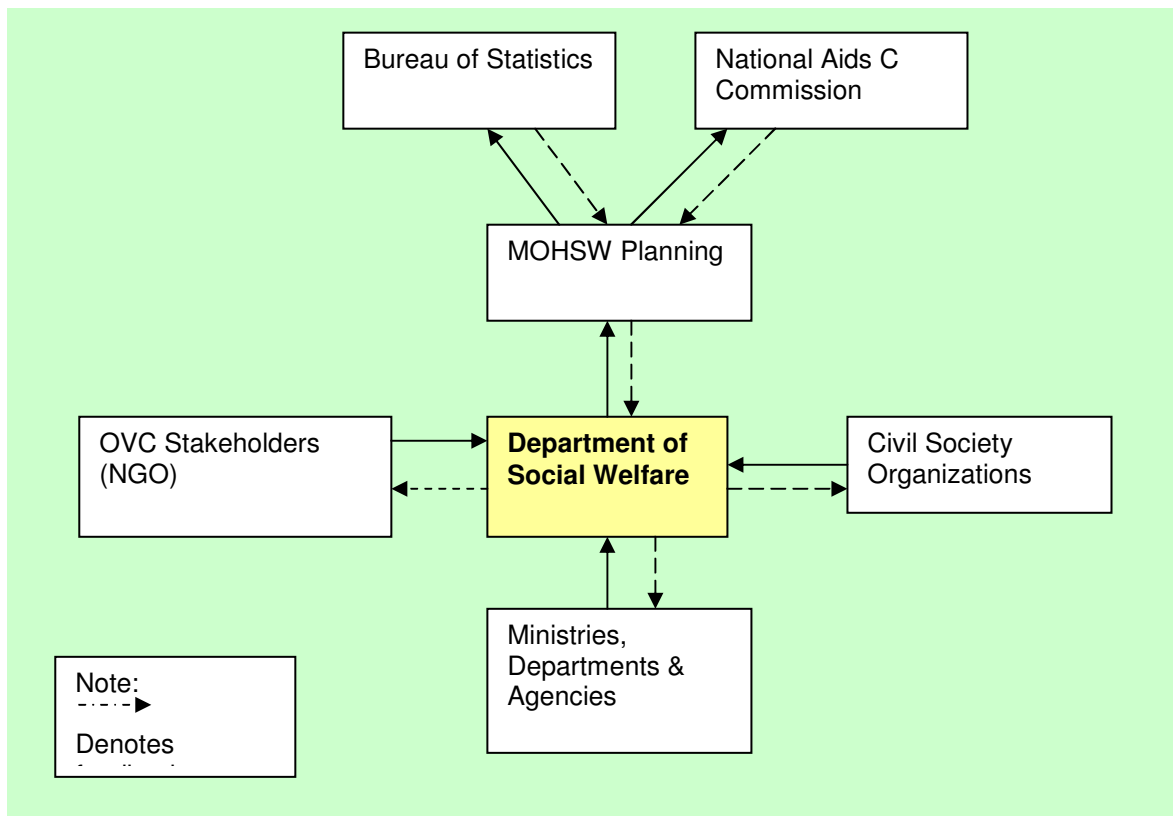 Bureau of Statistics
National Aids C
Commission
MOHSW Planning
OVC Stakeholders
(NGO)
Department of
Social Welfare
Civil Society
Organizations
Ministries,
Departments &
Agencies
Note:
Denotes